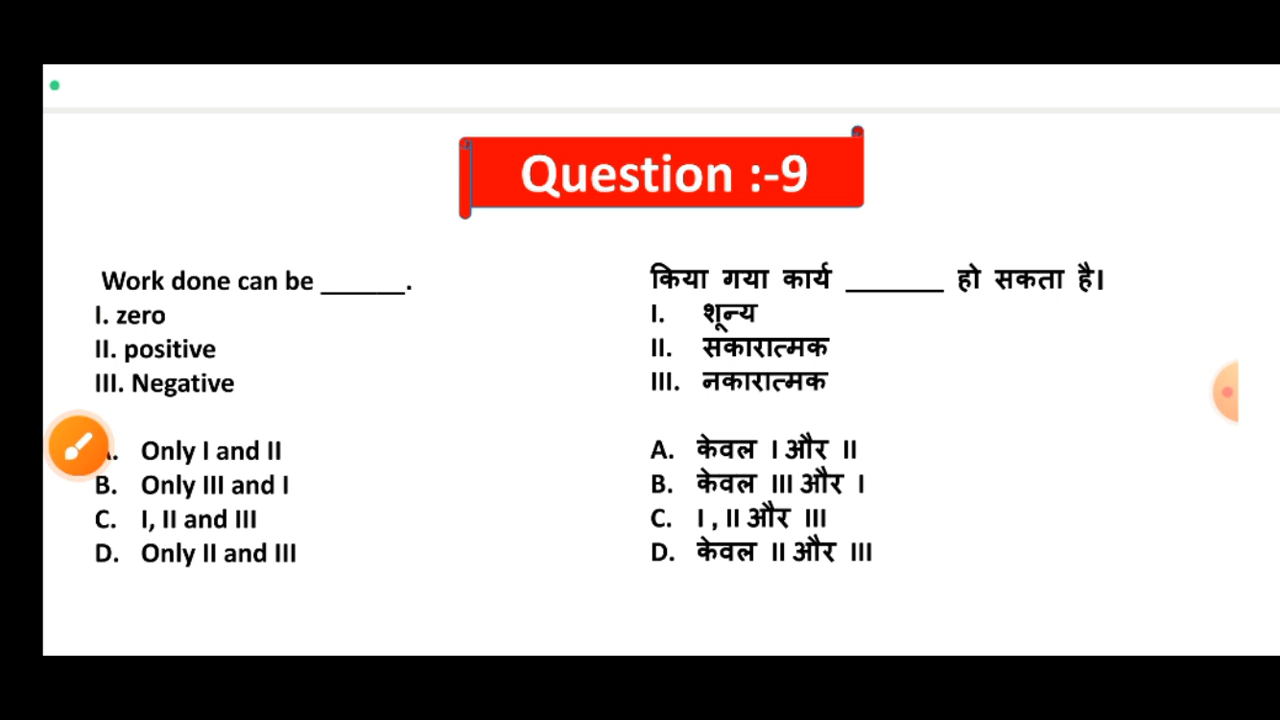 Question :-9
Work done can be ______.
I. zero
II. positive
III. Negative
. Only I and II
B. Only III and I
C. I, II and III
D. Only II and III
किया गया कार्य _______ हो सकता है।
I. शून्य
II. सकारात्मक
III. नकारात्मक
A. केवल I और II
B. केवल III और I
C. I , II और III
D. केवल II और III